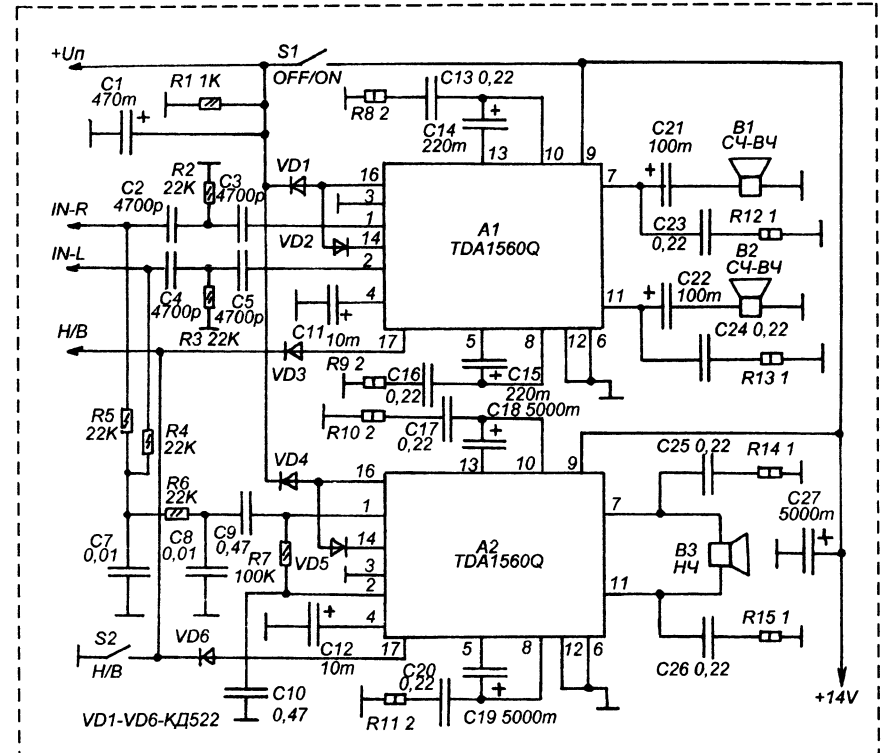 +Uп
S1
OFF/ON
C1
470m
+
R1 1K
C13 0,22
R8 2
C14
220m
+
13
10
9
C21
100m
+
B1
СЧ-ВЧ
R2
22K
C3
4700p
C2
4700p
VD1
16
3
1
14
2
4
VD2
IN-R
IN-L
A1
TDA1560Q
7
C23
0,22
R12 1
B2
СЧ-ВЧ
11
C22
100m
+
C24 0,22
R13 1
C4
4700p
C5
4700p
R3 22K
H/B
C11
10m
+
17
VD3
5
8
12
6
R9 2
C16
0,22
C15
220m
+
R10 2
C17
0,22
C18 5000m
+
R5
22K
R4
22K
VD4
16
13
10
9
C25 0,22
R14 1
R6
22K
C9
0,47
C7
0,01
C8
0,01
R7
100K
VD5
1
14
3
2
4
A2
TDA1560Q
7
B3
НЧ
11
C27
5000m
+
R15 1
C26 0,22
S2
H/B
VD6
C12
10m
+
17
5
8
12
6
C20
0,22
+
C10
0,47
R11 2
C19 5000m
+14V
VD1-VD6-КД522